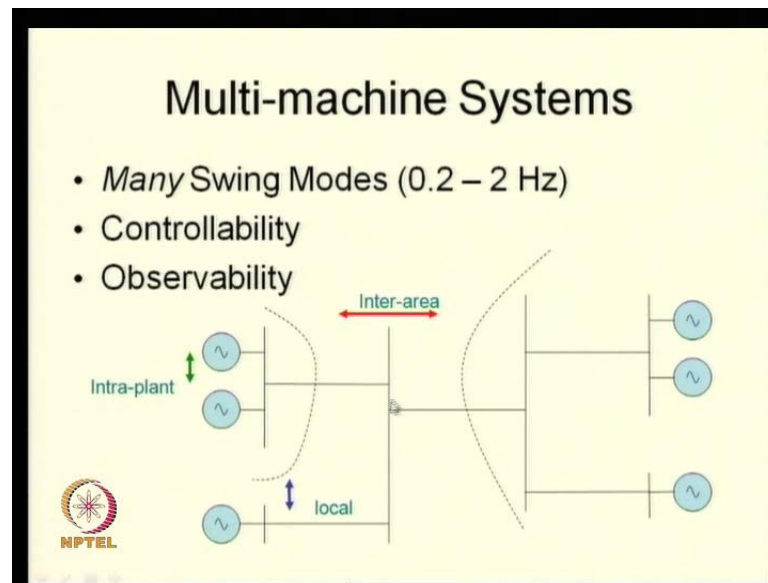 Multi-machine Systems
• Many Swing Modes (0.2 – 2 Hz)
• Controllability
• Observability
Inter-area
Intra-plant
local
NPTEL